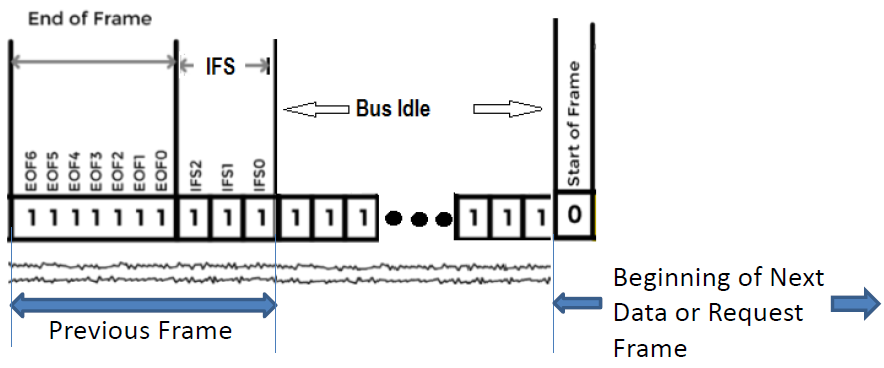 End of Frame
IFS
Bus Idle
Start of Frame
EOF6
EOF5
EOF4
EOF3
EOF2
EOF1
EOF0
IFS2
IFS1
IFS0
1 1 1 1 1 1 1 1 1 1 1 1 1 1 1 1 0
Previous Frame
Beginning of Next
Data or Request
Frame